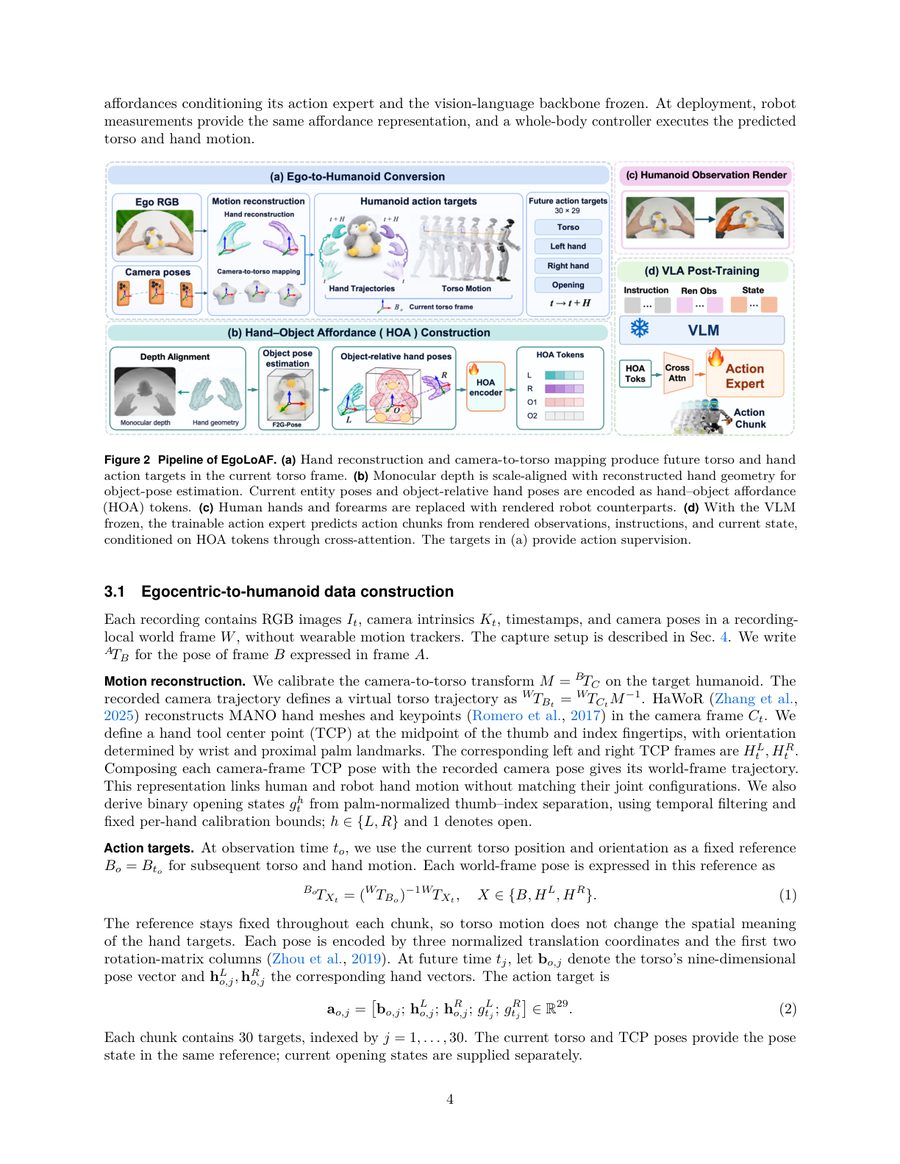 affordances conditioning its action expert and the vision-language backbone frozen. At deployment, robot
measurements provide the same affordance representation, and a whole-body controller executes the predicted
torso and hand motion.
(a) Ego-to-Humanoid Conversion
Ego RGB
Camera poses
Motion reconstruction
Hand reconstruction
Camera-to-torso mapping
Humanoid action targets
t + H
t + H
t
t
Hand Trajectories
Torso Motion
B_o Current torso frame
Future action targets
30 × 29
Torso
Left hand
Right hand
Opening
t → t + H
(b) Hand–Object Affordance ( HOA ) Construction
Depth Alignment
Monocular depth
Hand geometry
Object pose
estimation
F2G-Pose
Object-relative hand poses
L
O
R
HOA
encoder
HOA Tokens
L
R
O1
O2
(c) Humanoid Observation Render
(d) VLA Post-Training
Instruction
Ren Obs
State
...
...
...
VLM
HOA
Toks
Cross
Attn
Action
Expert
Action
Chunk
Figure 2 Pipeline of EgoLoAF. (a) Hand reconstruction and camera-to-torso mapping produce future torso and hand
action targets in the current torso frame. (b) Monocular depth is scale-aligned with reconstructed hand geometry for
object-pose estimation. Current entity poses and object-relative hand poses are encoded as hand–object affordance
(HOA) tokens. (c) Human hands and forearms are replaced with rendered robot counterparts. (d) With the VLM
frozen, the trainable action expert predicts action chunks from rendered observations, instructions, and current state,
conditioned on HOA tokens through cross-attention. The targets in (a) provide action supervision.
3.1 Egocentric-to-humanoid data construction
Each recording contains RGB images I_t, camera intrinsics K_t, timestamps, and camera poses in a recording-
local world frame W, without wearable motion trackers. The capture setup is described in Sec. 4. We write
^A T_B for the pose of frame B expressed in frame A.
Motion reconstruction. We calibrate the camera-to-torso transform M = ^B T_C on the target humanoid. The
recorded camera trajectory defines a virtual torso trajectory as ^W T_{B_t} = ^W T_{C_t} M^{−1}. HaWoR (Zhang et al.,
2025) reconstructs MANO hand meshes and keypoints (Romero et al., 2017) in the camera frame C_t. We
define a hand tool center point (TCP) at the midpoint of the thumb and index fingertips, with orientation
determined by wrist and proximal palm landmarks. The corresponding left and right TCP frames are H_t^L, H_t^R.
Composing each camera-frame TCP pose with the recorded camera pose gives its world-frame trajectory.
This representation links human and robot hand motion without matching their joint configurations. We also
derive binary opening states g_t^h from palm-normalized thumb–index separation, using temporal filtering and
fixed per-hand calibration bounds; h ∈ {L, R} and 1 denotes open.
Action targets. At observation time t_o, we use the current torso position and orientation as a fixed reference
B_o = B_{t_o} for subsequent torso and hand motion. Each world-frame pose is expressed in this reference as
^{B_o} T_{X_t} = (^W T_{B_o})^{−1} ^W T_{X_t}, X ∈ {B, H^L, H^R}. (1)
The reference stays fixed throughout each chunk, so torso motion does not change the spatial meaning
of the hand targets. Each pose is encoded by three normalized translation coordinates and the first two
rotation-matrix columns (Zhou et al., 2019). At future time t_j, let b_{o,j} denote the torso's nine-dimensional
pose vector and h_{o,j}^L, h_{o,j}^R the corresponding hand vectors. The action target is
a_{o,j} = [b_{o,j}; h_{o,j}^L; h_{o,j}^R; g_{t_j}^L; g_{t_j}^R] ∈ ℝ^{29}. (2)
Each chunk contains 30 targets, indexed by j = 1, . . . , 30. The current torso and TCP poses provide the pose
state in the same reference; current opening states are supplied separately.
4